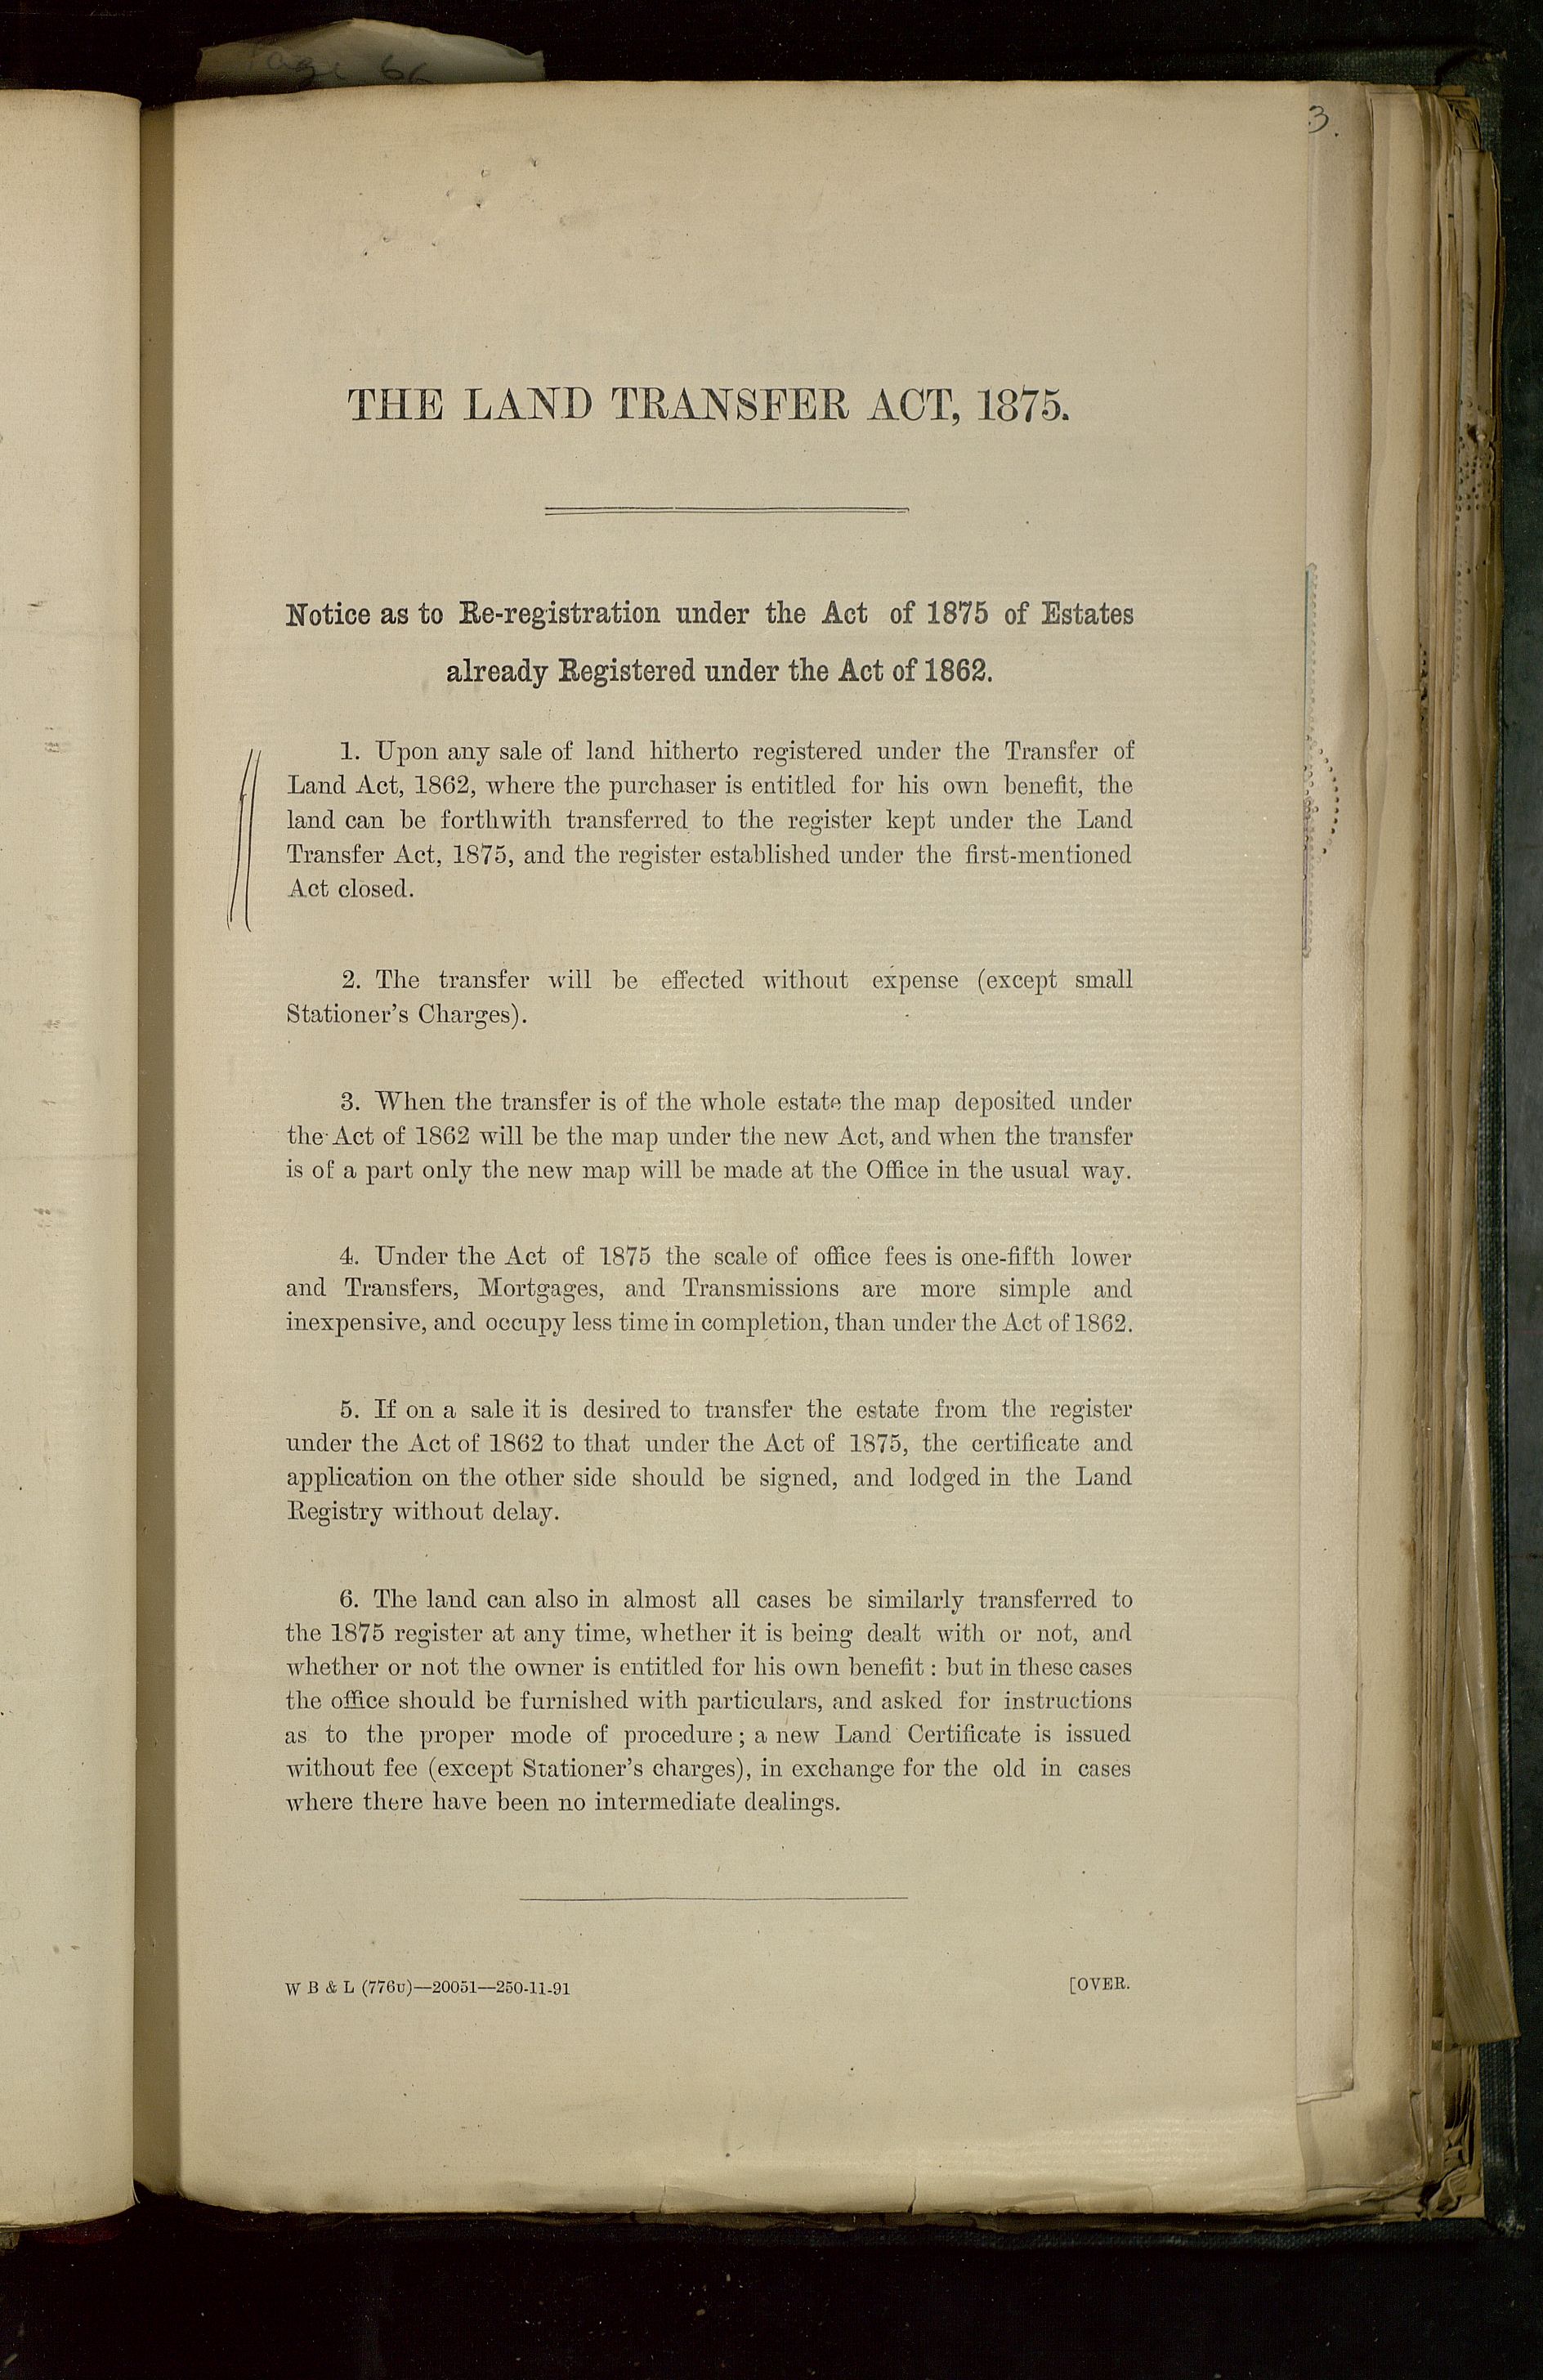 Page 66
3.
THE LAND TRANSFER ACT, 1875.
Notice as to Re-registration under the Act of 1875 of Estates
already Registered under the Act of 1862.
1. Upon any sale of land hitherto registered under the Transfer of
Land Act, 1862, where the purchaser is entitled for his own benefit, the
land can be forthwith transferred to the register kept under the Land
Transfer Act, 1875, and the register established under the first-mentioned
Act closed.
2. The transfer will be effected without expense (except small
Stationer's Charges).
3. When the transfer is of the whole estate the map deposited under
the Act of 1862 will be the map under the new Act, and when the transfer
is of a part only the new map will be made at the Office in the usual way.
4. Under the Act of 1875 the scale of office fees is one-fifth lower
and Transfers, Mortgages, and Transmissions are more simple and
inexpensive, and occupy less time in completion, than under the Act of 1862.
5. If on a sale it is desired to transfer the estate from the register
under the Act of 1862 to that under the Act of 1875, the certificate and
application on the other side should be signed, and lodged in the Land
Registry without delay.
6. The land can also in almost all cases be similarly transferred to
the 1875 register at any time, whether it is being dealt with or not, and
whether or not the owner is entitled for his own benefit : but in these cases
the office should be furnished with particulars, and asked for instructions
as to the proper mode of procedure ; a new Land Certificate is issued
without fee (except Stationer's charges), in exchange for the old in cases
where there have been no intermediate dealings.
W B & L (776U)—20051—250-11-91
[OVER.